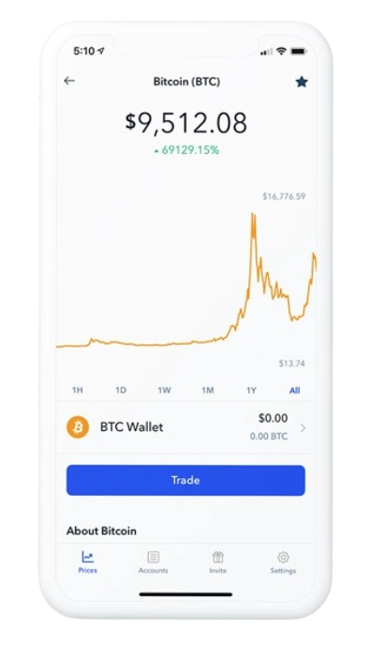 5:10
Bitcoin (BTC)
$9,512.08
69129.15%
$16,776.59
$13.74
1H 1D 1W 1M 1Y All
BTC Wallet $0.00
0.00 BTC
Trade
About Bitcoin
Prices Accounts Invite Settings